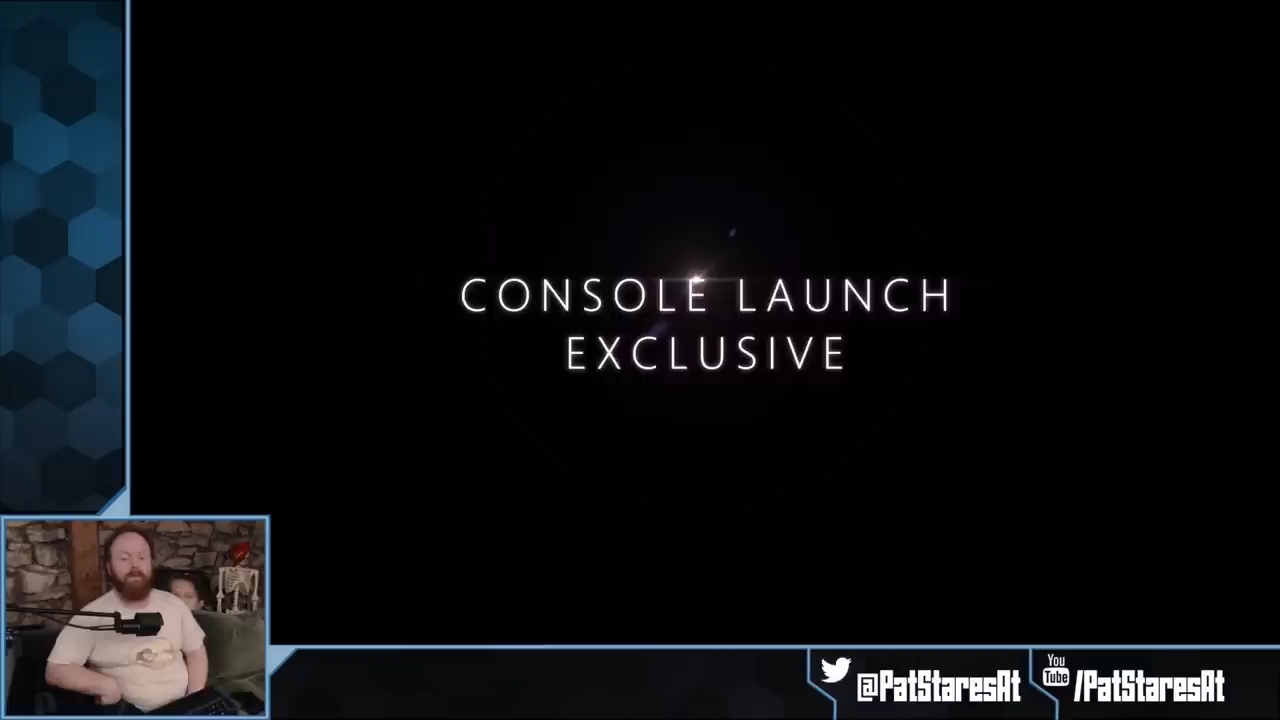 CONSOLE LAUNCH
EXCLUSIVE
@PatStaresAt
You
Tube
/PatStaresAt